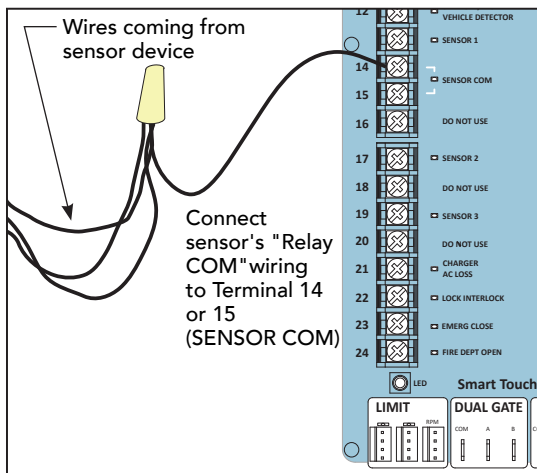 Wires coming from
sensor device
Connect
sensor's "Relay
COM"wiring
to Terminal 14
or 15
(SENSOR COM)
12
VEHICLE DETECTOR
SENSOR 1
14
SENSOR COM
15
16 DO NOT USE
17 SENSOR 2
18 DO NOT USE
19 SENSOR 3
20 DO NOT USE
21 CHARGER
AC LOSS
22 LOCK INTERLOCK
23 EMERG CLOSE
24 FIRE DEPT OPEN
LED
Smart Touch
LIMIT
RPM
DUAL GATE
COM A B